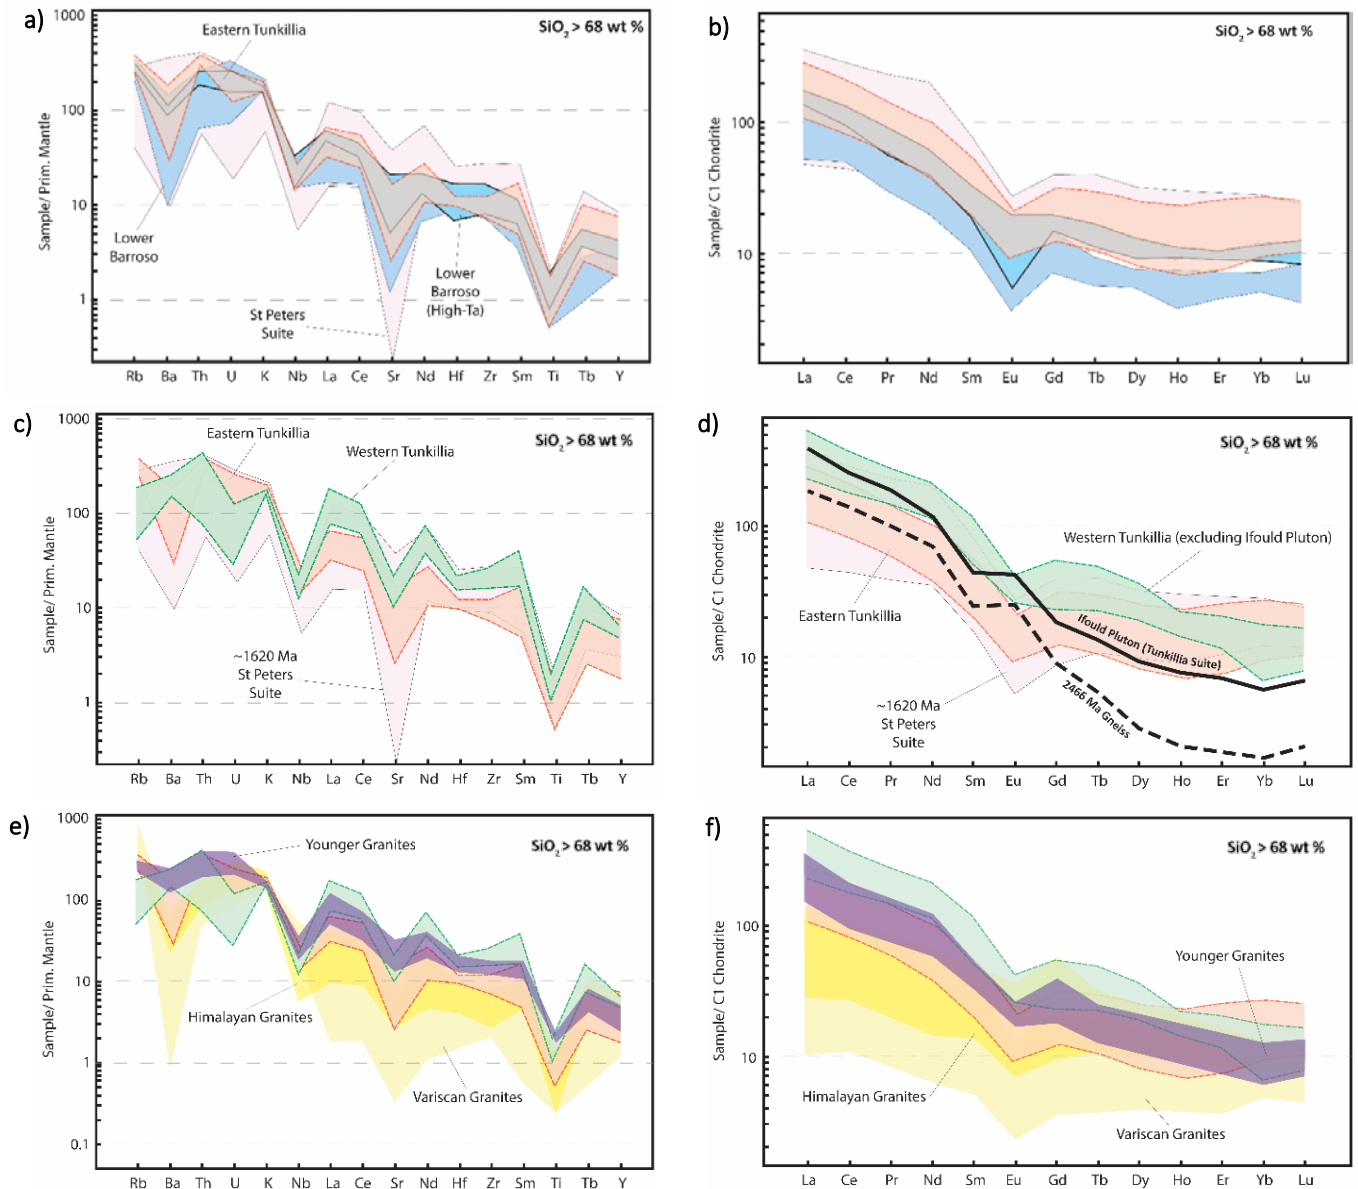 a)
1000
100
10
1
Sample/ Prim. Mantle
SiO2 > 68 wt %
Eastern Tunkillia
Lower
Barroso
Lower
Barroso
(High-Ta)
St Peters
Suite
Rb Ba Th U K Nb La Ce Sr Nd Hf Zr Sm Ti Tb Y
b)
100
10
Sample/ C1 Chondrite
SiO2 > 68 wt %
La Ce Pr Nd Sm Eu Gd Tb Dy Ho Er Yb Lu
c)
1000
100
10
1
Sample/ Prim. Mantle
SiO2 > 68 wt %
Eastern Tunkillia
Western Tunkillia
~1620 Ma
St Peters
Suite
Rb Ba Th U K Nb La Ce Sr Nd Hf Zr Sm Ti Tb Y
d)
100
10
Sample/ C1 Chondrite
SiO2 > 68 wt %
Western Tunkillia (excluding Ifould Pluton)
Eastern Tunkillia
Ifould Pluton (Tunkillia Suite)
2466 Ma Gneiss
~1620 Ma
St Peters
Suite
La Ce Pr Nd Sm Eu Gd Tb Dy Ho Er Yb Lu
e)
1000
100
10
1
0.1
Sample/ Prim. Mantle
SiO2 > 68 wt %
Younger Granites
Himalayan Granites
Variscan Granites
Rb Ba Th U K Nb La Ce Sr Nd Hf Zr Sm Ti Tb Y
f)
100
10
Sample/ C1 Chondrite
SiO2 > 68 wt %
Younger Granites
Himalayan Granites
Variscan Granites
La Ce Pr Nd Sm Eu Gd Tb Dy Ho Er Yb Lu